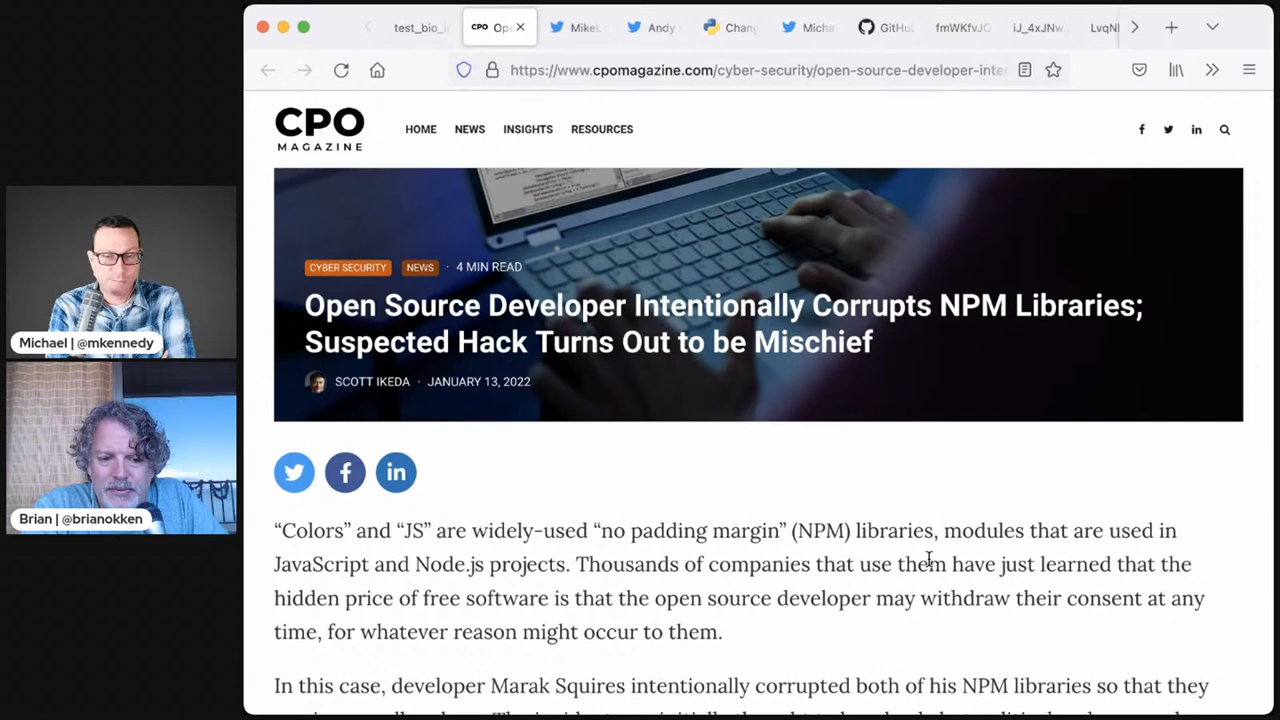 test_bio_i
CPO Ope
MikeL
Andy
Chang
Micha
GitHu
fmWKfvJC
iJ_4xJNw.
LvqNl
https://www.cpomagazine.com/cyber-security/open-source-developer-inter
CPO
MAGAZINE
HOME NEWS INSIGHTS RESOURCES
CYBER SECURITY NEWS · 4 MIN READ
Open Source Developer Intentionally Corrupts NPM Libraries;
Suspected Hack Turns Out to be Mischief
SCOTT IKEDA · JANUARY 13, 2022
Michael | @mkennedy
Brian | @brianokken
“Colors” and “JS” are widely-used “no padding margin” (NPM) libraries, modules that are used in
JavaScript and Node.js projects. Thousands of companies that use them have just learned that the
hidden price of free software is that the open source developer may withdraw their consent at any
time, for whatever reason might occur to them.
In this case, developer Marak Squires intentionally corrupted both of his NPM libraries so that they